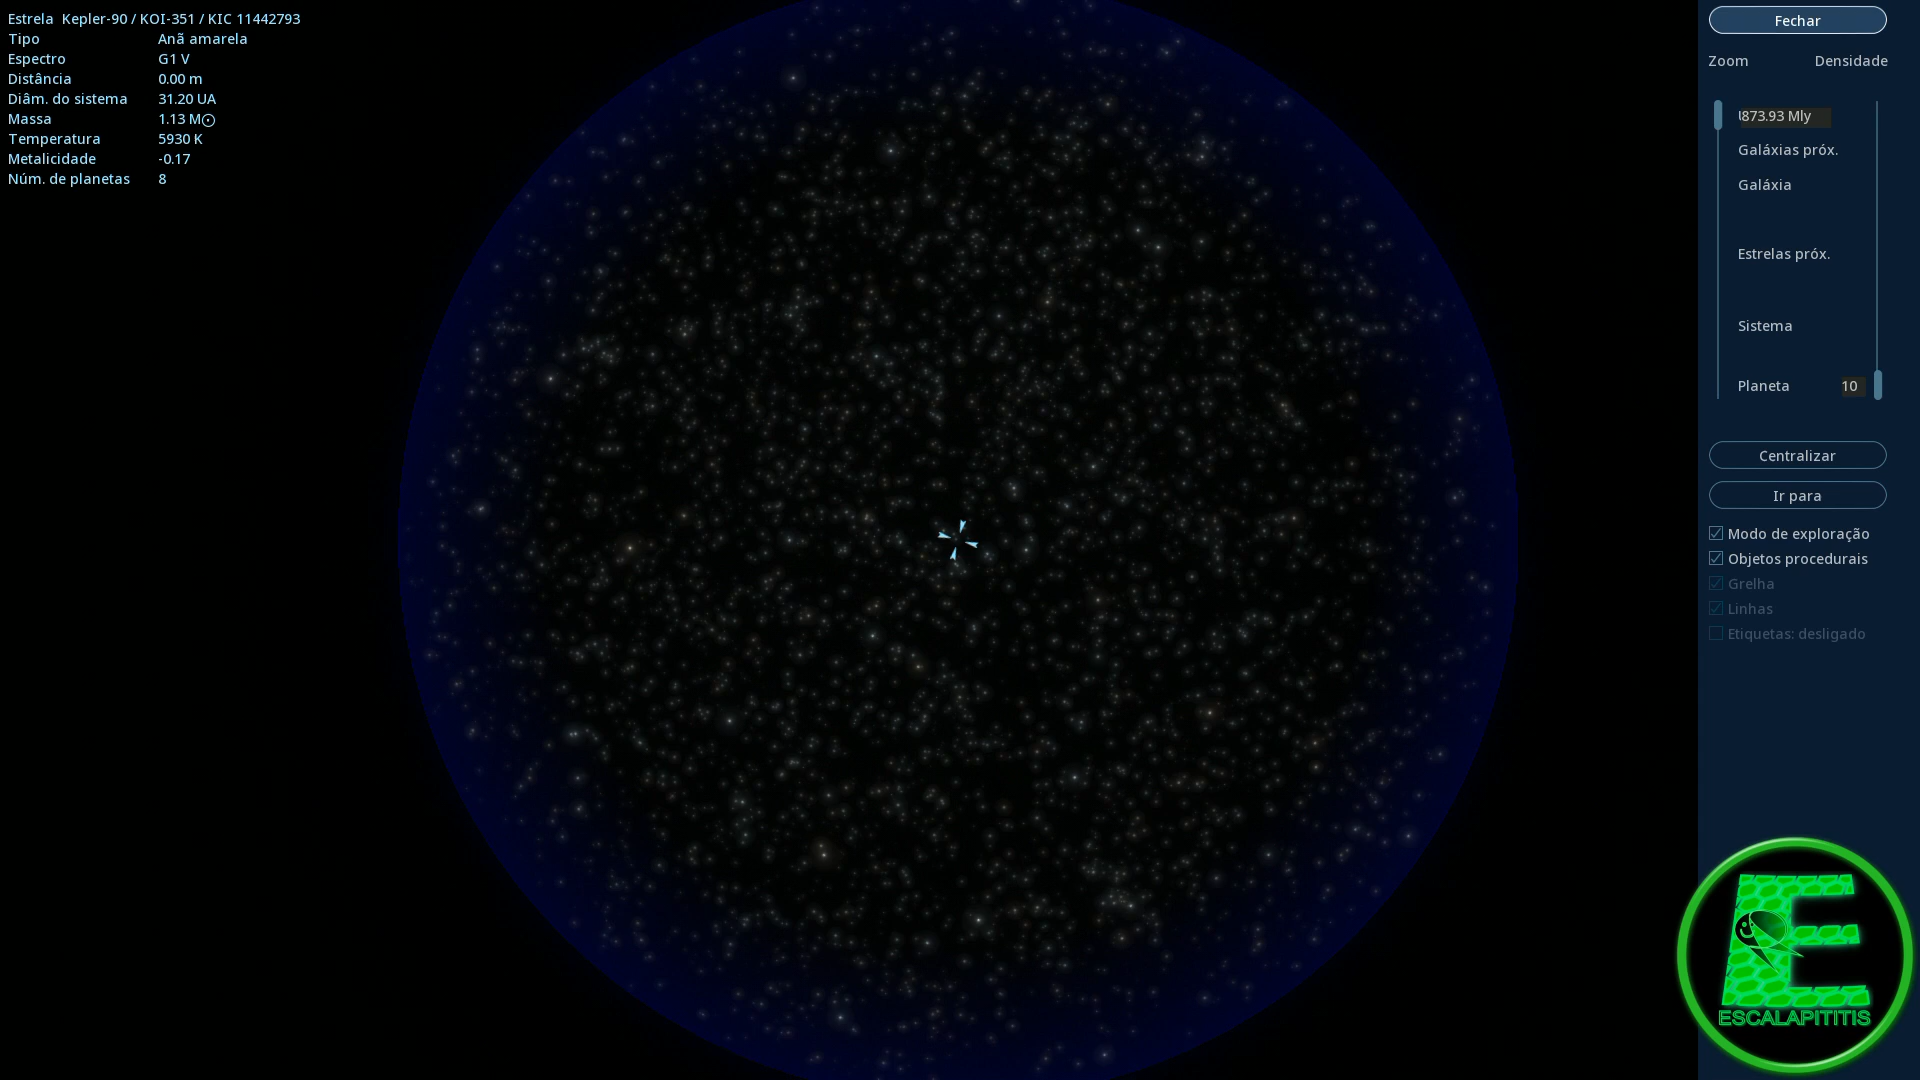 Estrela Kepler-90 / KOI-351 / KIC 11442793
Tipo Anã amarela
Espectro G1 V
Distância 0.00 m
Diâm. do sistema 31.20 UA
Massa 1.13 M☉
Temperatura 5930 K
Metalicidade -0.17
Núm. de planetas 8
Fechar
Zoom Densidade
873.93 Mly
Galáxias próx.
Galáxia
Estrelas próx.
Sistema
Planeta 10
Centralizar
Ir para
Modo de exploração
Objetos procedurais
Grelha
Linhas
Etiquetas: desligado
E
ESCALAPITITIS